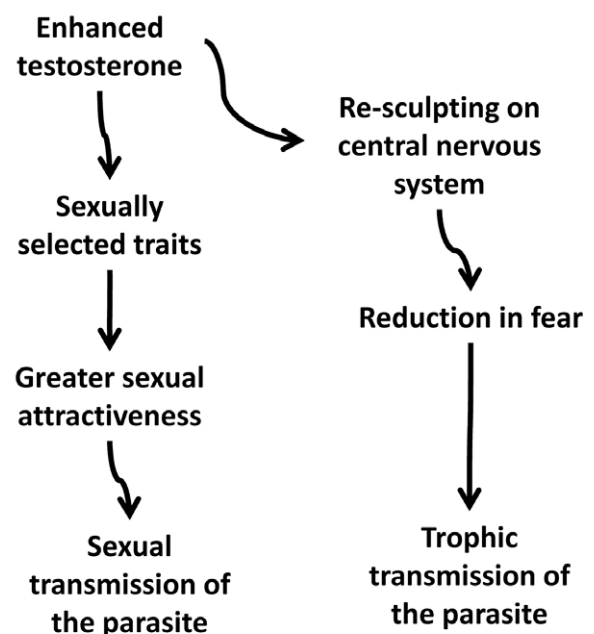 Enhanced
testosterone
Sexually
selected traits
Greater sexual
attractiveness
Sexual
transmission of
the parasite
Re-sculpting on
central nervous
system
Reduction in fear
Trophic
transmission of
the parasite